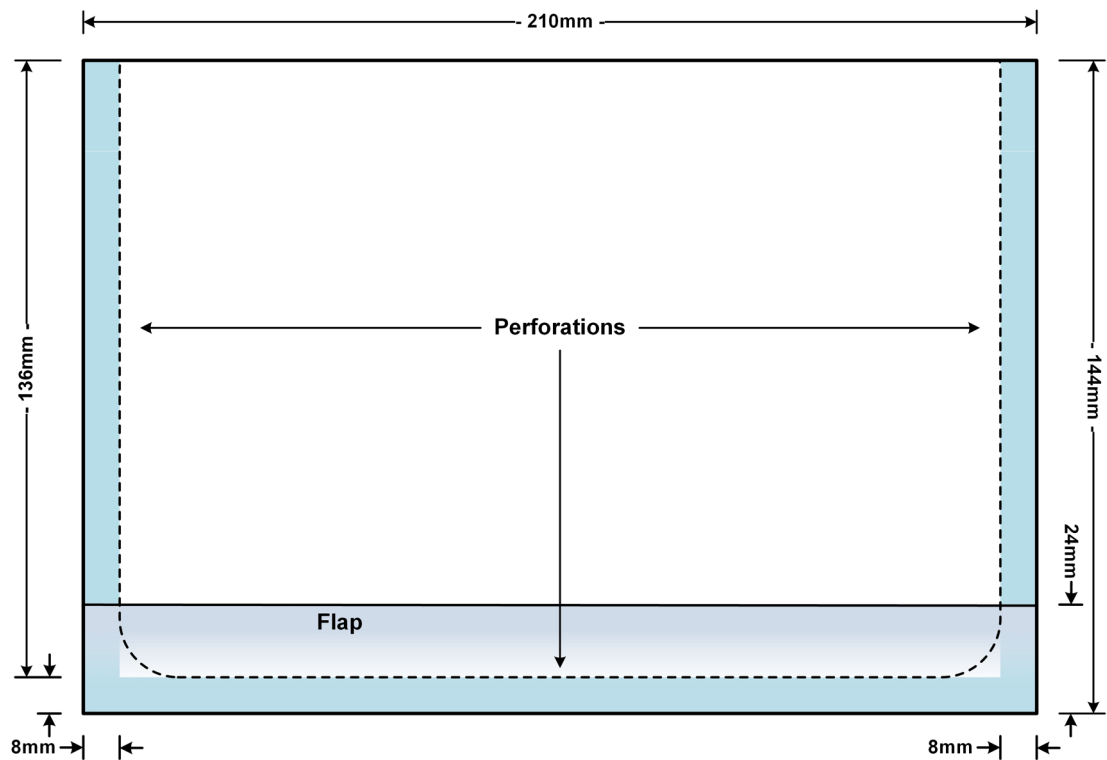 - 210mm -
Perforations
- 136mm -
- 144mm -
24mm
Flap
8mm
8mm